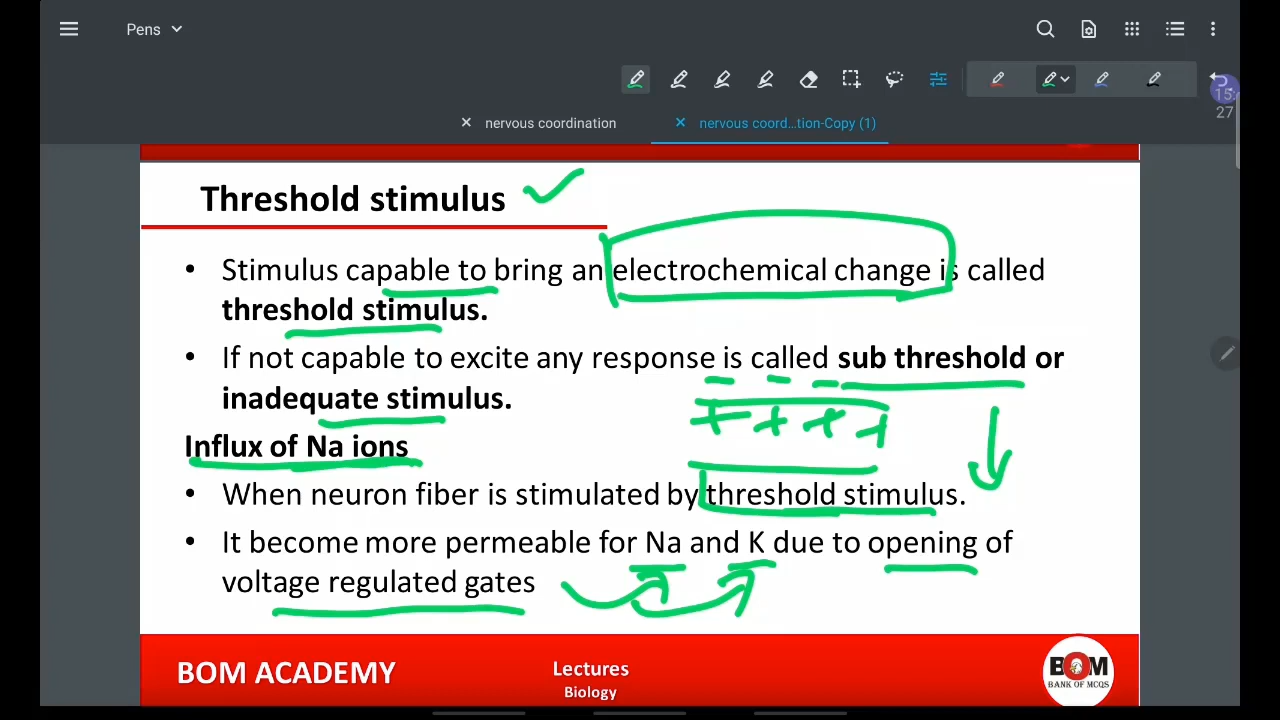 Pens
15
27
nervous coordination
nervous coord...tion-Copy (1)
Threshold stimulus
• Stimulus capable to bring an electrochemical change is called
threshold stimulus.
• If not capable to excite any response is called sub threshold or
inadequate stimulus.
Influx of Na ions
• When neuron fiber is stimulated by threshold stimulus.
• It become more permeable for Na and K due to opening of
voltage regulated gates
BOM ACADEMY
Lectures
Biology
BOM
BANK OF MCQS